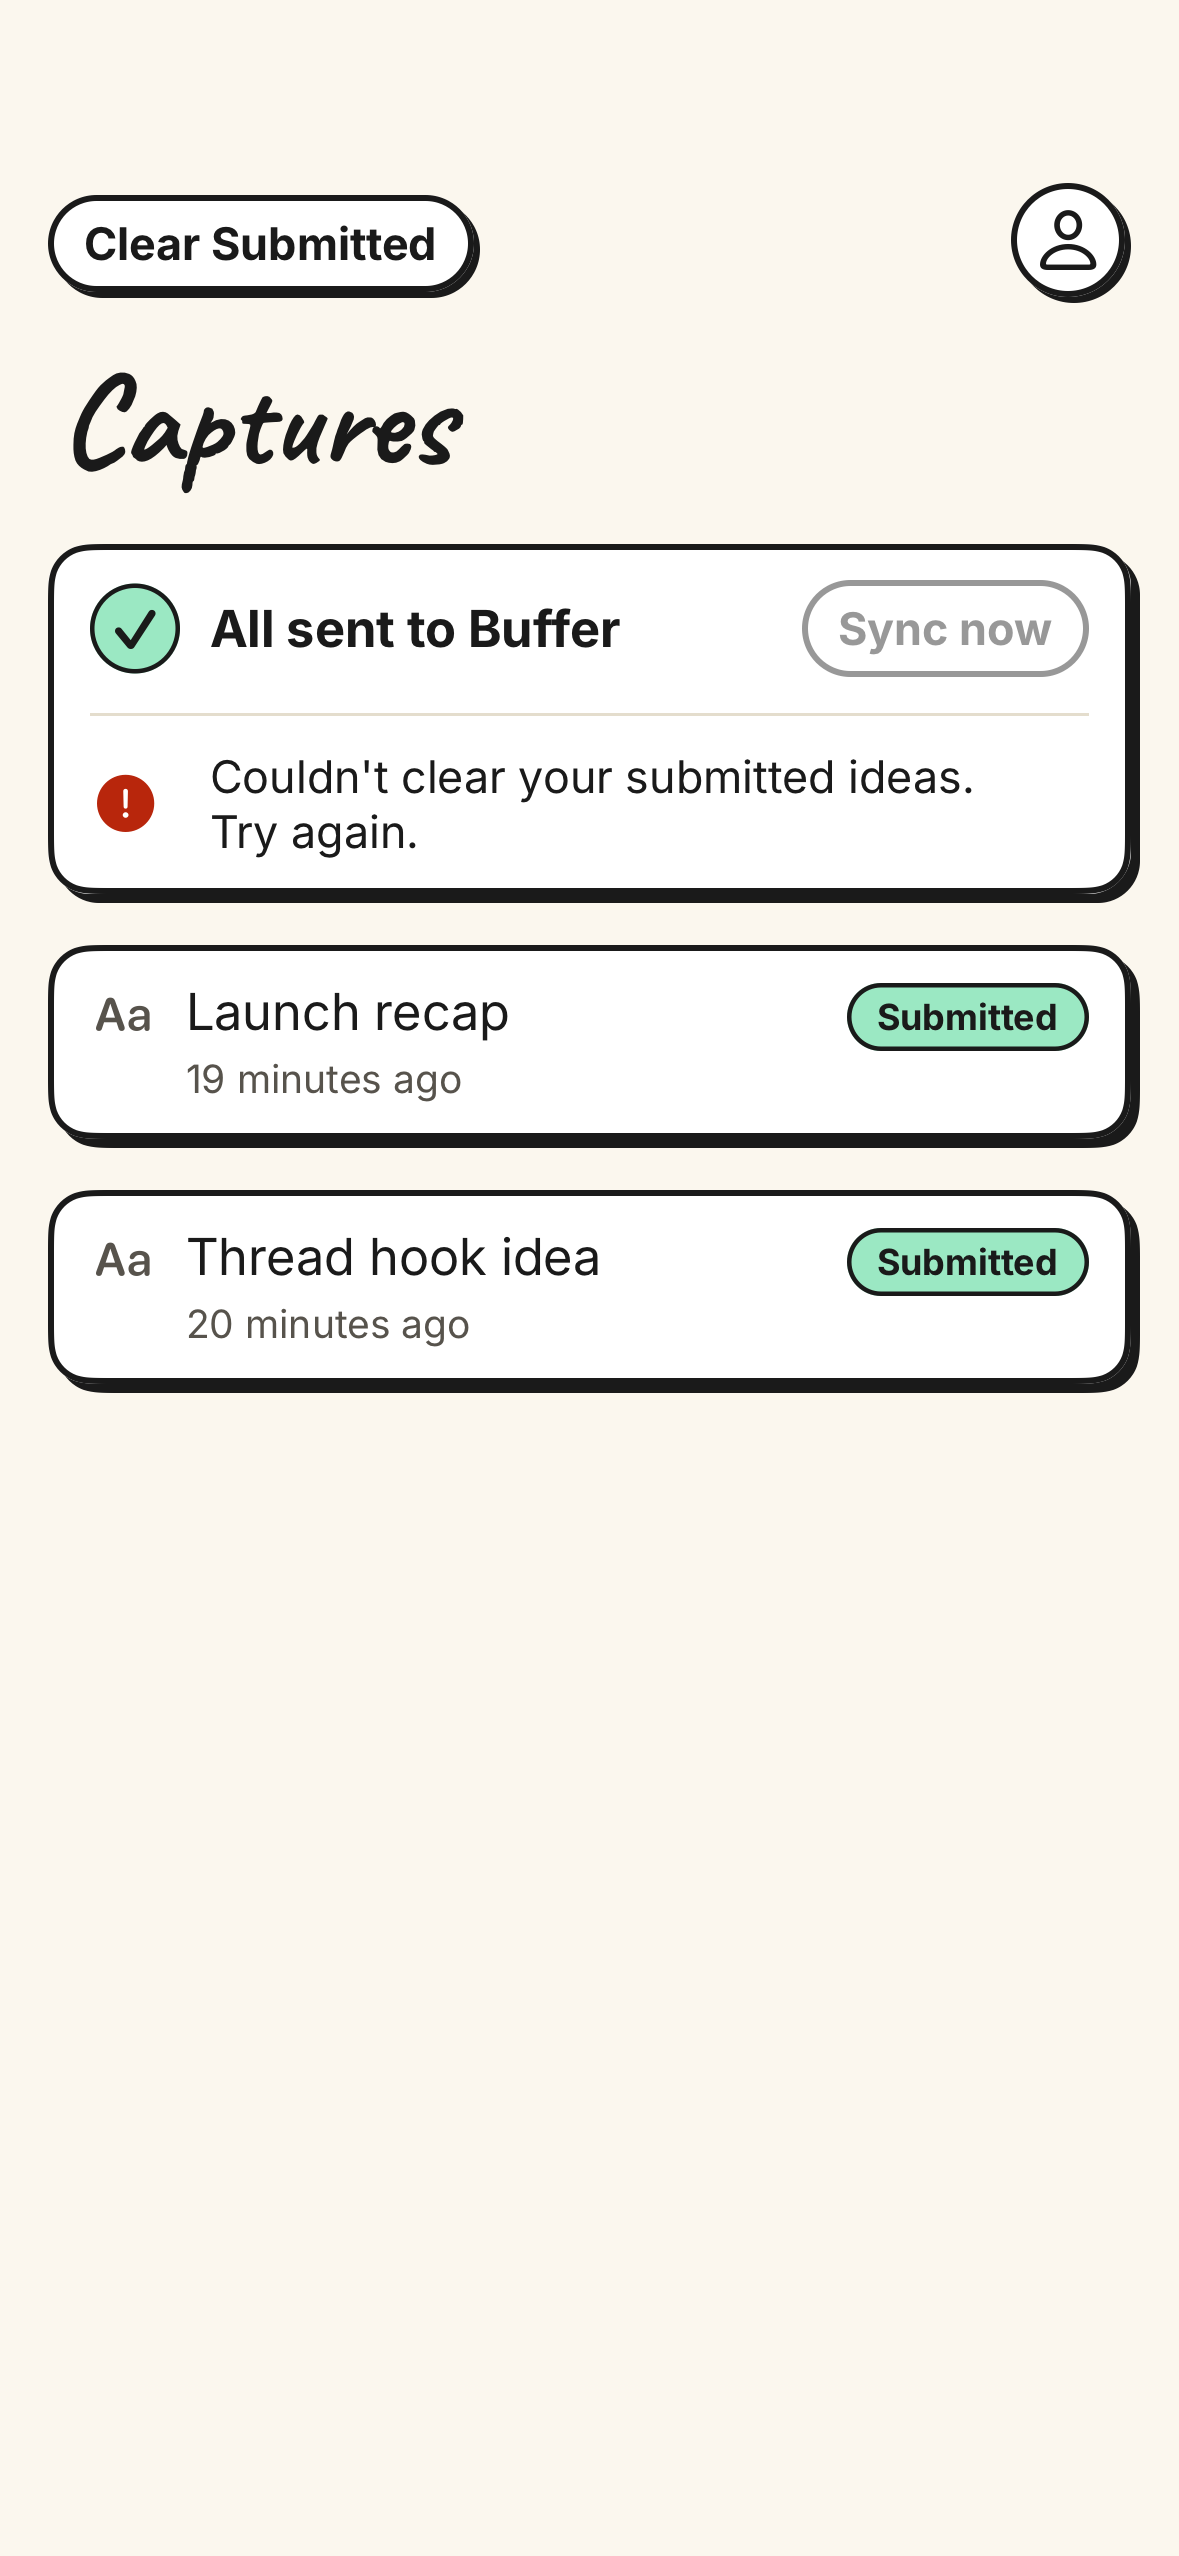 Clear Submitted
Captures
All sent to Buffer
Sync now
Couldn't clear your submitted ideas.
Try again.
Aa Launch recap
Submitted
19 minutes ago
Aa Thread hook idea
Submitted
20 minutes ago